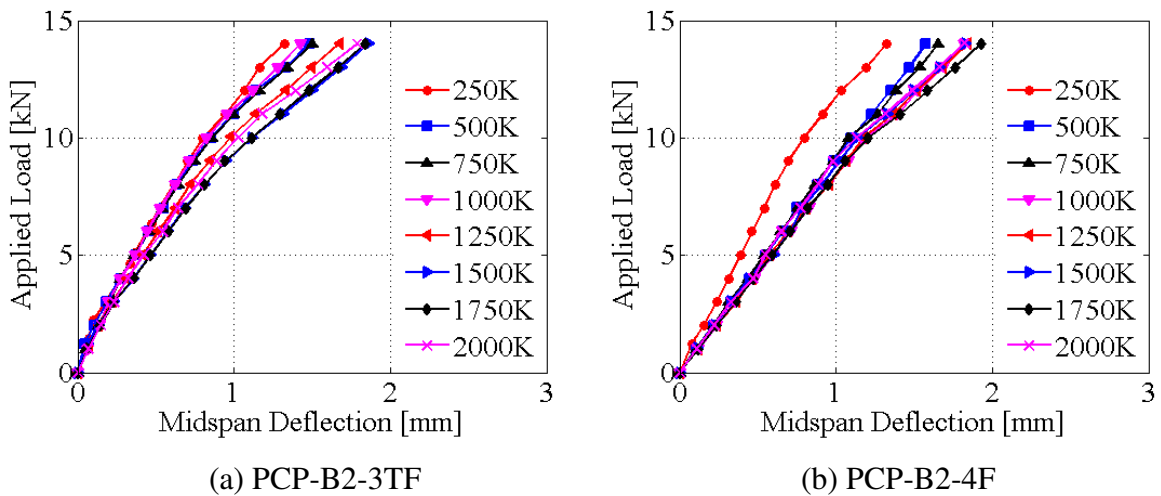 15
10
5
0
Applied Load [kN]
250K
500K
750K
1000K
1250K
1500K
1750K
2000K
0
1
2
3
Midspan Deflection [mm]
(a) PCP-B2-3TF
15
10
5
0
Applied Load [kN]
250K
500K
750K
1000K
1250K
1500K
1750K
2000K
0
1
2
3
Midspan Deflection [mm]
(b) PCP-B2-4F